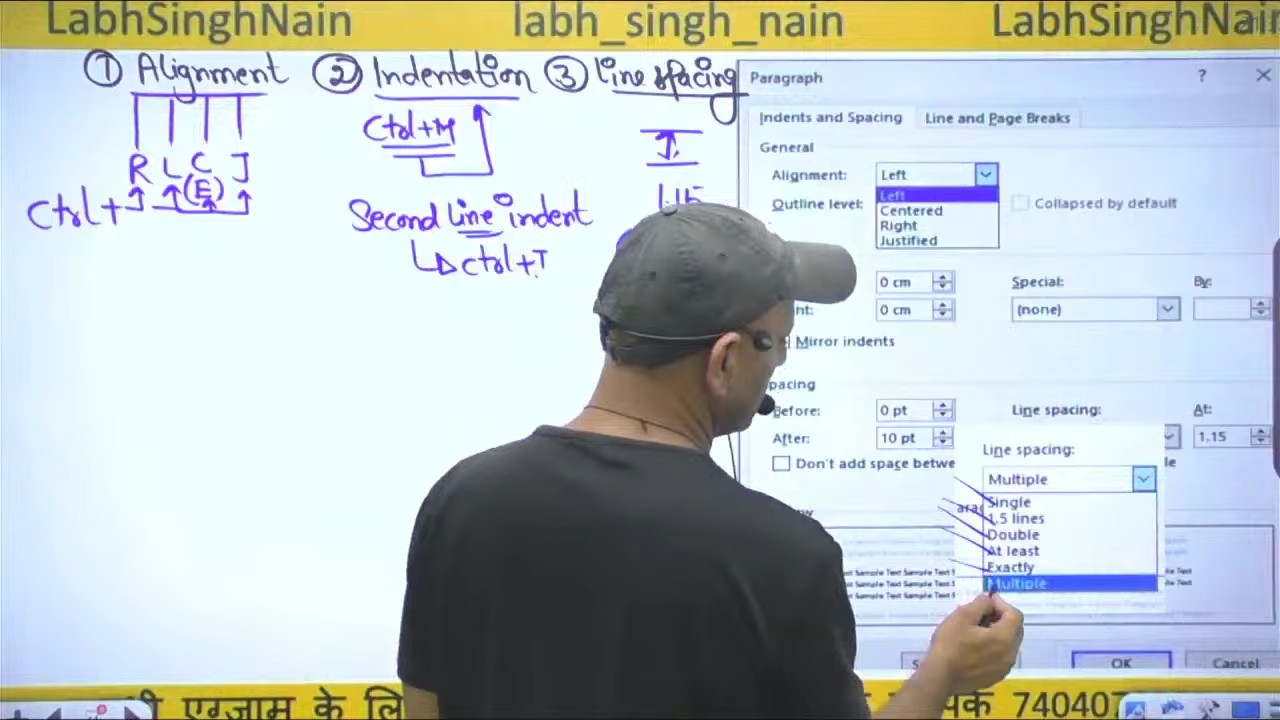 LabhSinghNain labh_singh_nain LabhSinghNain
① Alignment ② Indentation ③ Line spacing
Ctrl+M
R L C J
(E)
Ctrl+
Second Line indent
Ctrl+T
1.15
Paragraph ? ×
Indents and Spacing Line and Page Breaks
General
Alignment: Left
Left
Centered
Right
Justified
Outline level: Collapsed by default
0 cm Special: By:
ht: 0 cm (none)
Mirror indents
pacing
Before: 0 pt Line spacing: At:
After: 10 pt 1.15
Don't add space betwe
Line spacing:
Multiple
Single
1.5 lines
Double
At least
Exactly
Multiple
OK Cancel
एग्जाम के लि 74040